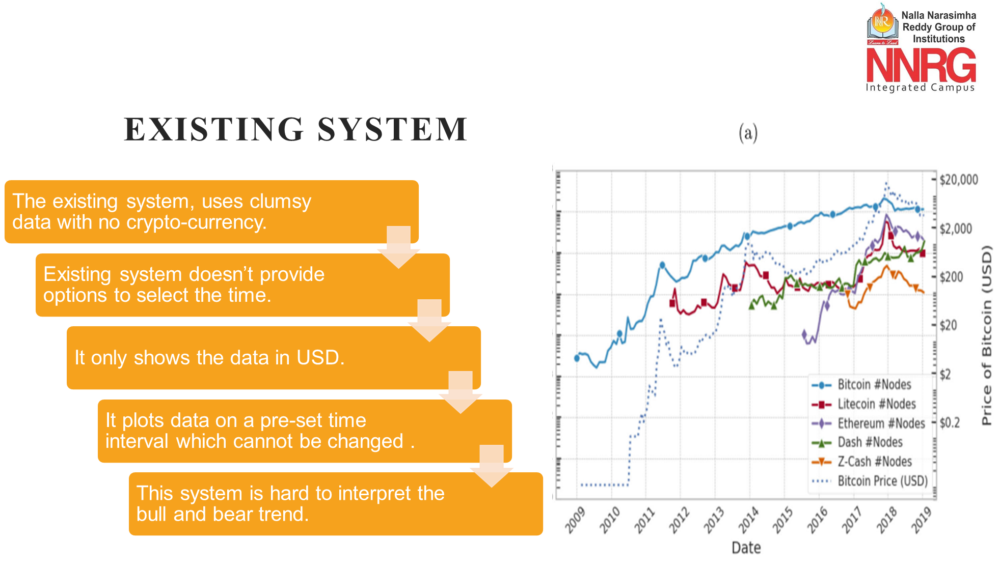 Nalla Narasimha
Reddy Group of
Institutions
NR
Learn to Lead
NNRG
Integrated Campus
EXISTING SYSTEM
The existing system, uses clumsy
data with no crypto-currency.
Existing system doesn’t provide
options to select the time.
It only shows the data in USD.
It plots data on a pre-set time
interval which cannot be changed .
This system is hard to interpret the
bull and bear trend.
(a)
$20,000
$2,000
$200
$20
$2
$0.2
Price of Bitcoin (USD)
Bitcoin #Nodes
Litecoin #Nodes
Ethereum #Nodes
Dash #Nodes
Z-Cash #Nodes
Bitcoin Price (USD)
2009 2010 2011 2012 2013 2014 2015 2016 2017 2018 2019
Date